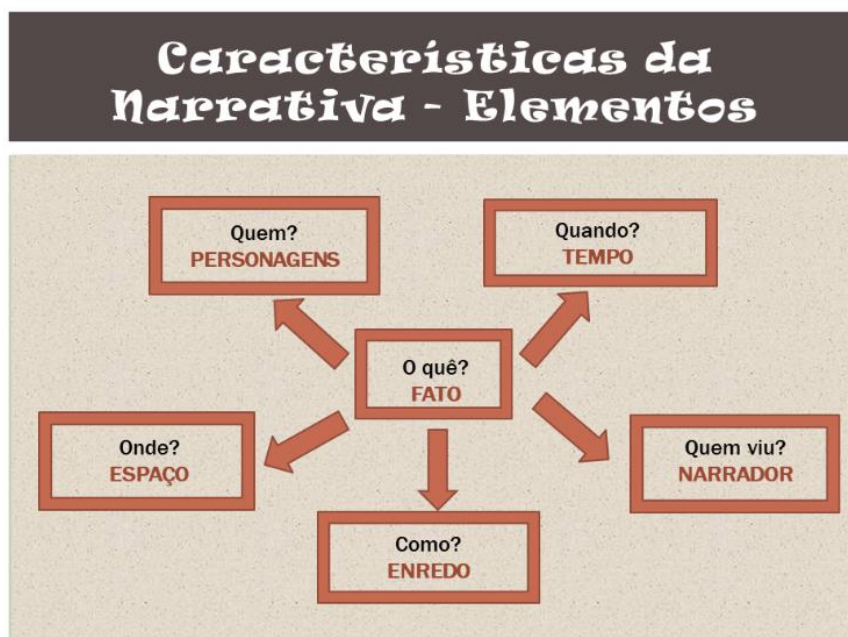 Características da
Narrativa - Elementos
Quem?
PERSONAGENS
Quando?
TEMPO
O quê?
FATO
Onde?
ESPAÇO
Quem viu?
NARRADOR
Como?
ENREDO